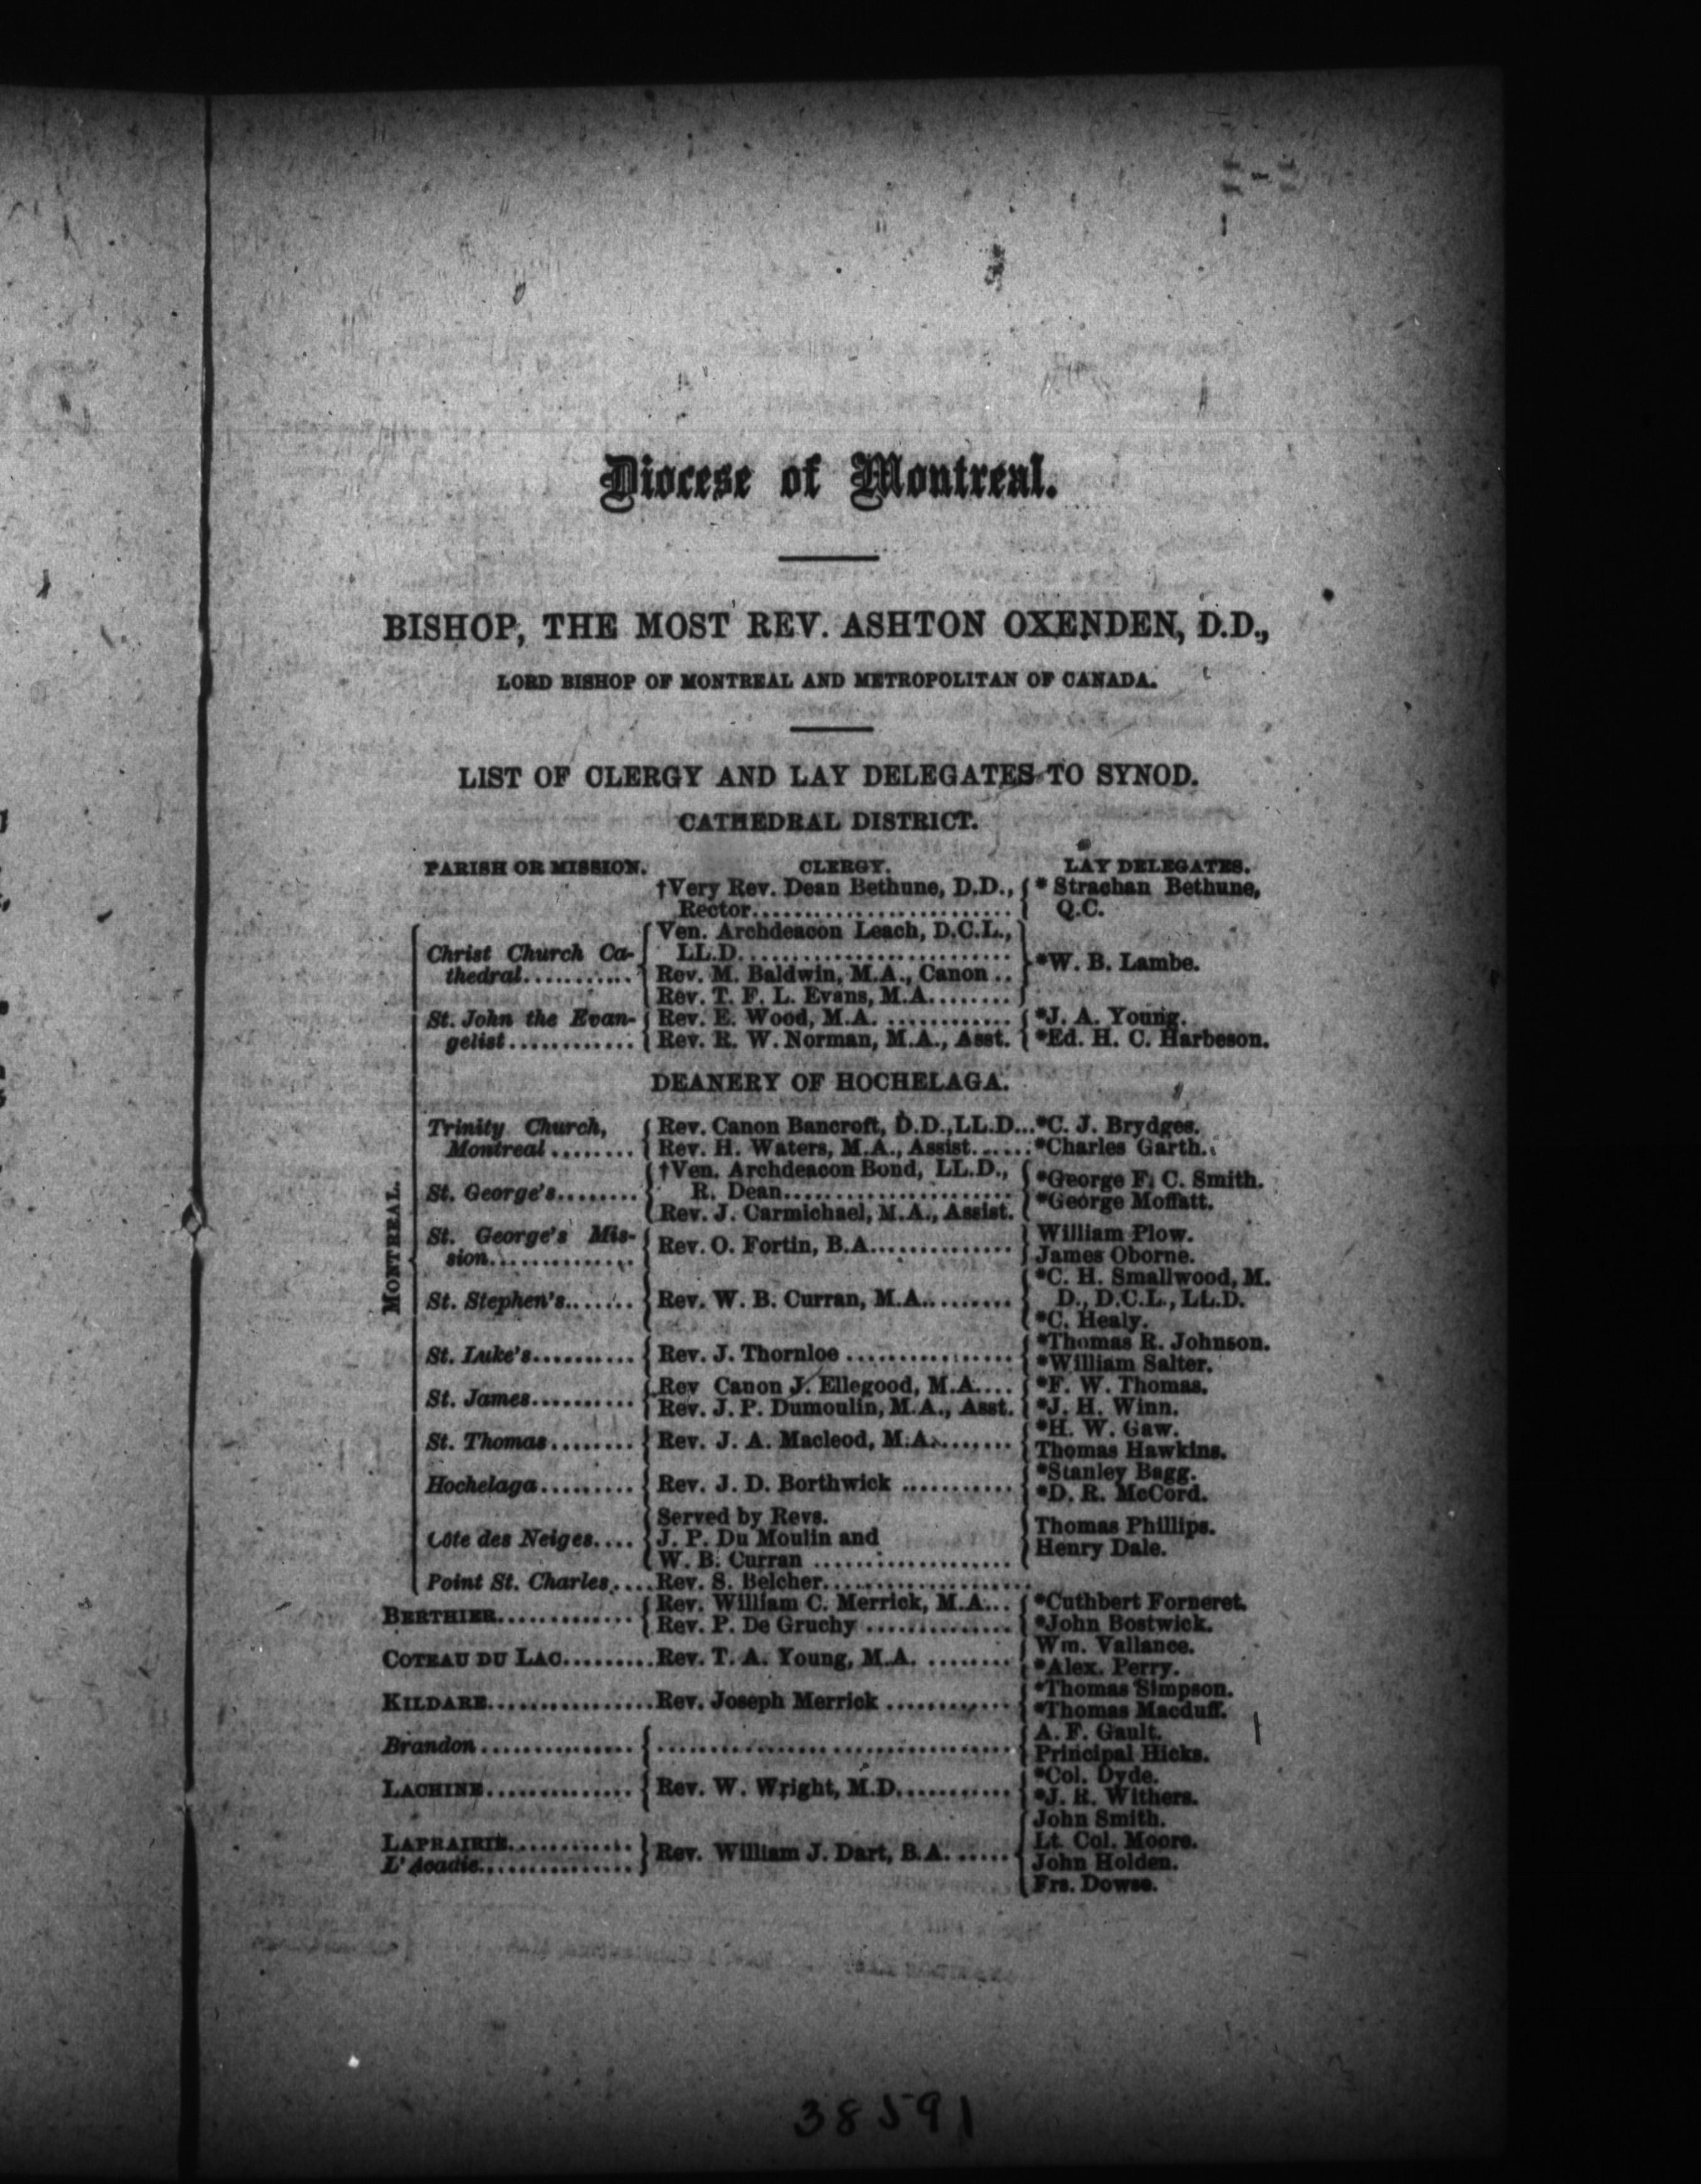 Diocese of Montreal.
BISHOP, THE MOST REV. ASHTON OXENDEN, D.D.,
LORD BISHOP OF MONTREAL AND METROPOLITAN OF CANADA.
LIST OF CLERGY AND LAY DELEGATES TO SYNOD.
CATHEDRAL DISTRICT.
PARISH OR MISSION. CLERGY. LAY DELEGATES.
†Very Rev. Dean Bethune, D.D., * Strachan Bethune,
Rector........................ Q.C.
Ven. Archdeacon Leach, D.C.L.,
Christ Church Ca- LL.D..........................
*W. B. Lambe.
thedral........... Rev. M. Baldwin, M.A., Canon ..
Rev. T. F. L. Evans, M.A........
St. John the Evan- Rev. E. Wood, M.A. ............ *J. A. Young.
gelist............ Rev. R. W. Norman, M.A., Asst. *Ed. H. C. Harbeson.
DEANERY OF HOCHELAGA.
MONTREAL.
Trinity Church, Rev. Canon Bancroft, D.D.,LL.D...*C. J. Brydges.
Montreal ........ Rev. H. Waters, M.A., Assist......*Charles Garth.
†Ven. Archdeacon Bond, LL.D., *George F. C. Smith.
St. George's........ R. Dean...................... *George Moffatt.
Rev. J. Carmichael, M.A., Assist.
St. George's Mis- William Plow.
Rev. O. Fortin, B.A..............
sion.............. James Oborne.
*C. H. Smallwood, M.
St. Stephen's....... Rev. W. B. Curran, M.A......... D., D.C.L., LL.D.
*C. Healy.
*Thomas R. Johnson.
St. Luke's.......... Rev. J. Thornloe ................
*William Salter.
St. James.......... Rev Canon J. Ellegood, M.A.... *F. W. Thomas.
Rev. J. P. Dumoulin, M.A., Asst. *J. H. Winn.
*H. W. Gaw.
St. Thomas........ Rev. J. A. Macleod, M.A........
Thomas Hawkins.
*Stanley Bagg.
Hochelaga......... Rev. J. D. Borthwick ...........
*D. R. McCord.
Served by Revs.
Thomas Phillips.
Côte des Neiges.... J. P. Du Moulin and
Henry Dale.
W. B. Curran ...................
Point St. Charles....Rev. S. Belcher....................
Rev. William C. Merrick, M.A... *Cuthbert Forneret.
BERTHIER.............
Rev. P. De Gruchy .............. *John Bostwick.
Wm. Vallance.
COTEAU DU LAC.........Rev. T. A. Young, M.A. ........
*Alex. Perry.
*Thomas Simpson.
KILDARE................Rev. Joseph Merrick ............
*Thomas Macduff.
A. F. Gault.
Brandon............... ...................................
Principal Hicks.
*Col. Dyde.
LACHINE.............. Rev. W. Wright, M.D...........
*J. R. Withers.
John Smith.
LAPRAIRIE............ Lt. Col. Moore.
Rev. William J. Dart, B.A. ......
L'Acadie............... John Holden.
Frs. Dowse.
38591